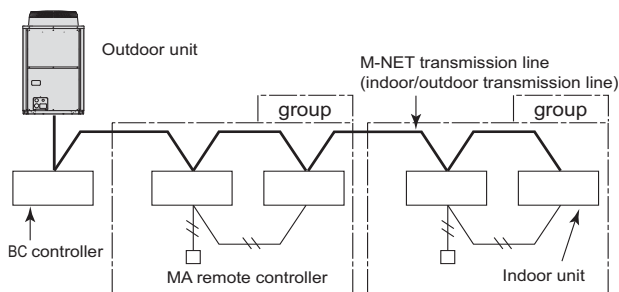 Outdoor unit
M-NET transmission line
(indoor/outdoor transmission line)
group
group
BC controller
MA remote controller
Indoor unit